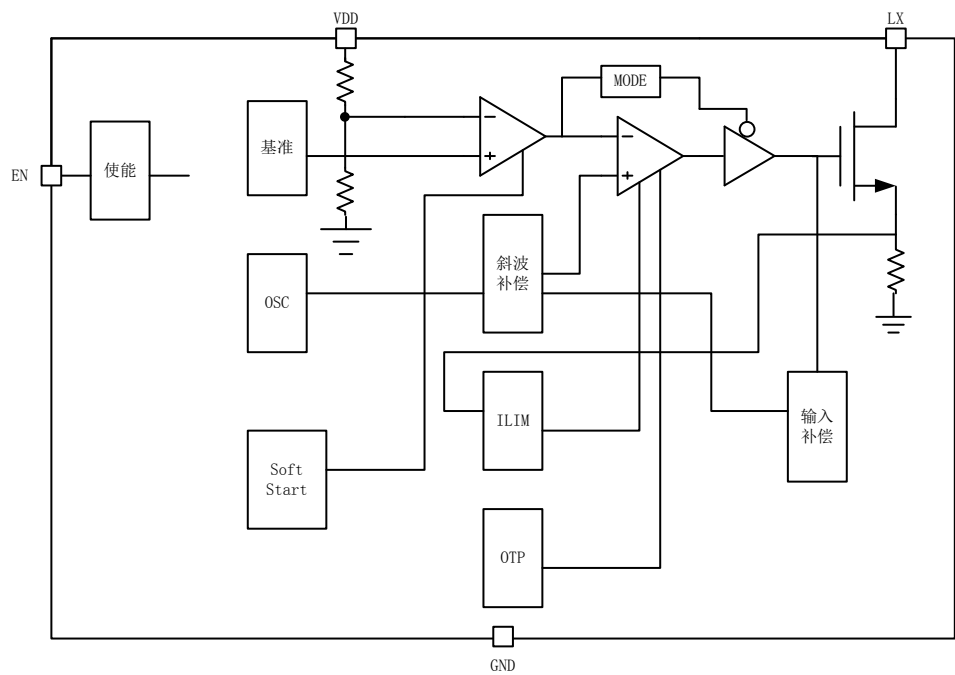 VDD
LX
MODE
基准
使能
EN
斜波
补偿
OSC
ILIM
输入
补偿
Soft
Start
OTP
GND